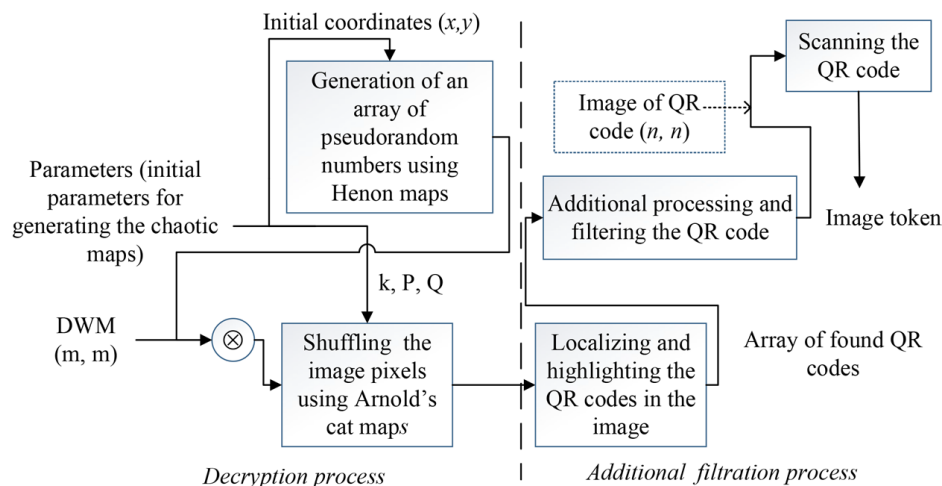 Initial coordinates (x,y)
Generation of an
array of
pseudorandom
numbers using
Henon maps
Parameters (initial
parameters for
generating the chaotic
maps)
k, P, Q
DWM
(m, m)
Shuffling the
image pixels
using Arnold's
cat maps
Decryption process
Scanning the
QR code
Image of QR
code (n, n)
Additional processing and
filtering the QR code
Image token
Localizing and
highlighting the
QR codes in the
image
Array of found QR
codes
Additional filtration process